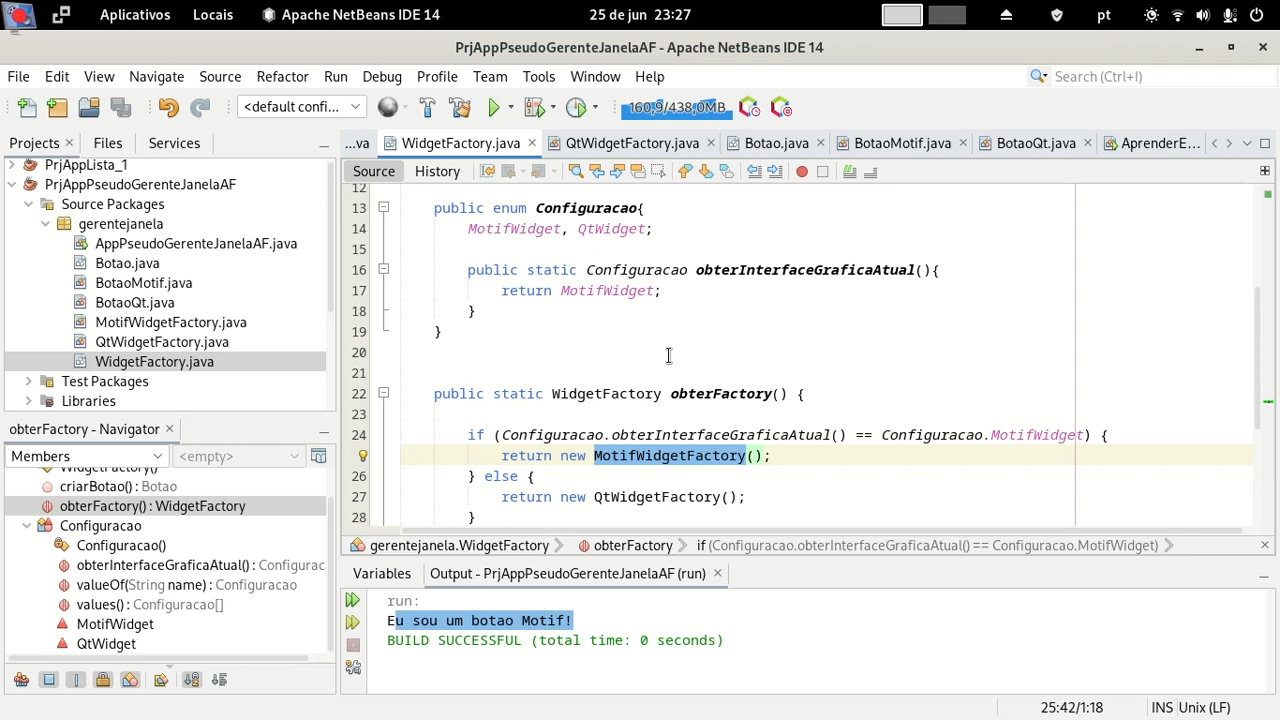 Aplicativos Locais Apache NetBeans IDE 14 25 de jun 23:27 pt
PrjAppPseudoGerenteJanelaAF - Apache NetBeans IDE 14
File Edit View Navigate Source Refactor Run Debug Profile Team Tools Window Help Search (Ctrl+I)
<default confi... 160,9/438,0MB
Projects Files Services ...va WidgetFactory.java QtWidgetFactory.java Botao.java BotaoMotif.java BotaoQt.java AprenderE...
Source History
PrjAppLista_1
PrjAppPseudoGerenteJanelaAF
Source Packages
gerentejanela
AppPseudoGerenteJanelaAF.java
Botao.java
BotaoMotif.java
BotaoQt.java
MotifWidgetFactory.java
QtWidgetFactory.java
WidgetFactory.java
Test Packages
Libraries
obterFactory - Navigator
Members <empty>
WidgetFactory()
criarBotao() : Botao
obterFactory() : WidgetFactory
Configuracao
Configuracao()
obterInterfaceGraficaAtual() : Configurac
valueOf(String name) : Configuracao
values() : Configuracao[]
MotifWidget
QtWidget
12
13 public enum Configuracao{
14 MotifWidget, QtWidget;
15
16 public static Configuracao obterInterfaceGraficaAtual(){
17 return MotifWidget;
18 }
19 }
20
21
22 public static WidgetFactory obterFactory() {
23
24 if (Configuracao.obterInterfaceGraficaAtual() == Configuracao.MotifWidget) {
return new MotifWidgetFactory();
26 } else {
27 return new QtWidgetFactory();
28 }
gerentejanela.WidgetFactory obterFactory if (Configuracao.obterInterfaceGraficaAtual() == Configuracao.MotifWidget)
Variables Output - PrjAppPseudoGerenteJanelaAF (run)
run:
Eu sou um botao Motif!
BUILD SUCCESSFUL (total time: 0 seconds)
25:42/1:18 INS Unix (LF)